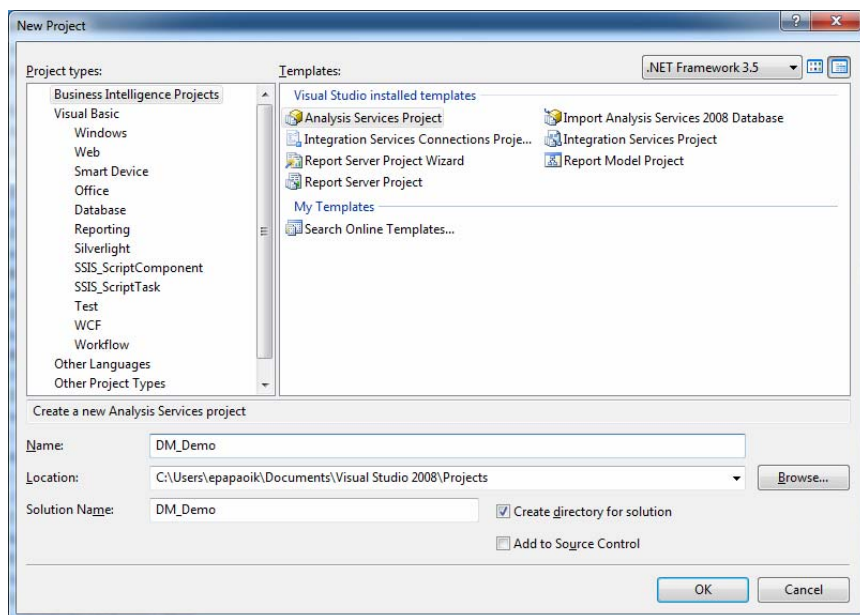 New Project
Project types:
Templates:
.NET Framework 3.5
Business Intelligence Projects
Visual Basic
Windows
Web
Smart Device
Office
Database
Reporting
Silverlight
SSIS_ScriptComponent
SSIS_ScriptTask
Test
WCF
Workflow
Other Languages
Other Project Types
Visual Studio installed templates
Analysis Services Project
Import Analysis Services 2008 Database
Integration Services Connections Proje...
Integration Services Project
Report Server Project Wizard
Report Model Project
Report Server Project
My Templates
Search Online Templates...
Create a new Analysis Services project
Name:
DM_Demo
Location:
C:\Users\epapaoik\Documents\Visual Studio 2008\Projects
Browse...
Solution Name:
DM_Demo
Create directory for solution
Add to Source Control
OK
Cancel